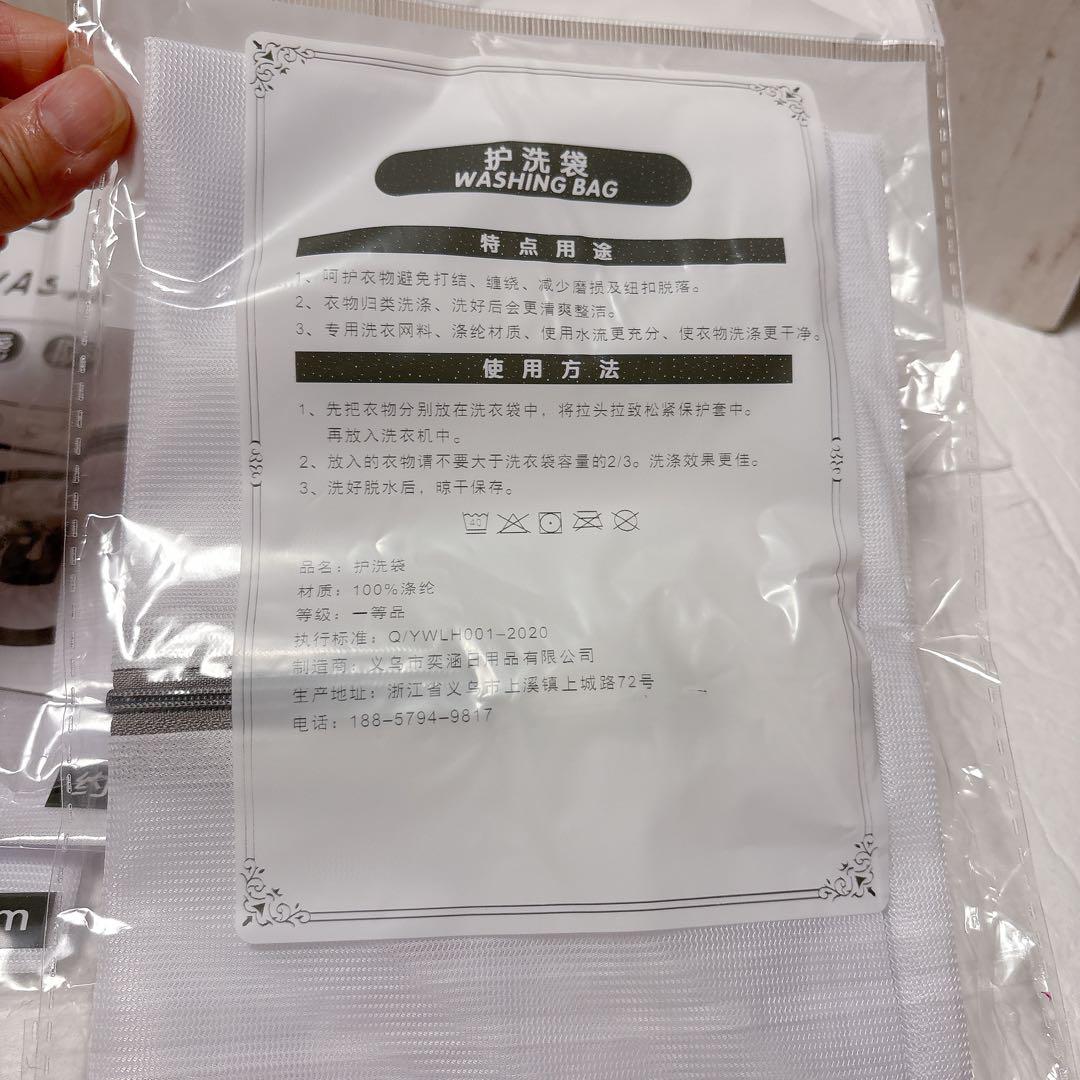 护洗袋
WASHING BAG
特点用途
1、呵护衣物避免打结、缠绕、减少磨损及纽扣脱落。
2、衣物归类洗涤、洗好后会更清爽整洁。
3、专用洗衣网料、涤纶材质、使用水流更充分、使衣物洗涤更干净。
使用方法
1、先把衣物分别放在洗衣袋中，将拉头拉致松紧保护套中。
再放入洗衣机中。
2、放入的衣物请不要大于洗衣袋容量的2/3。洗涤效果更佳。
3、洗好脱水后，晾干保存。
40
品名：护洗袋
材质：100%涤纶
等级：一等品
执行标准：Q/YWLH001-2020
制造商：义乌市奕涵日用品有限公司
生产地址：浙江省义乌市上溪镇上城路72号
电话：188-5794-9817